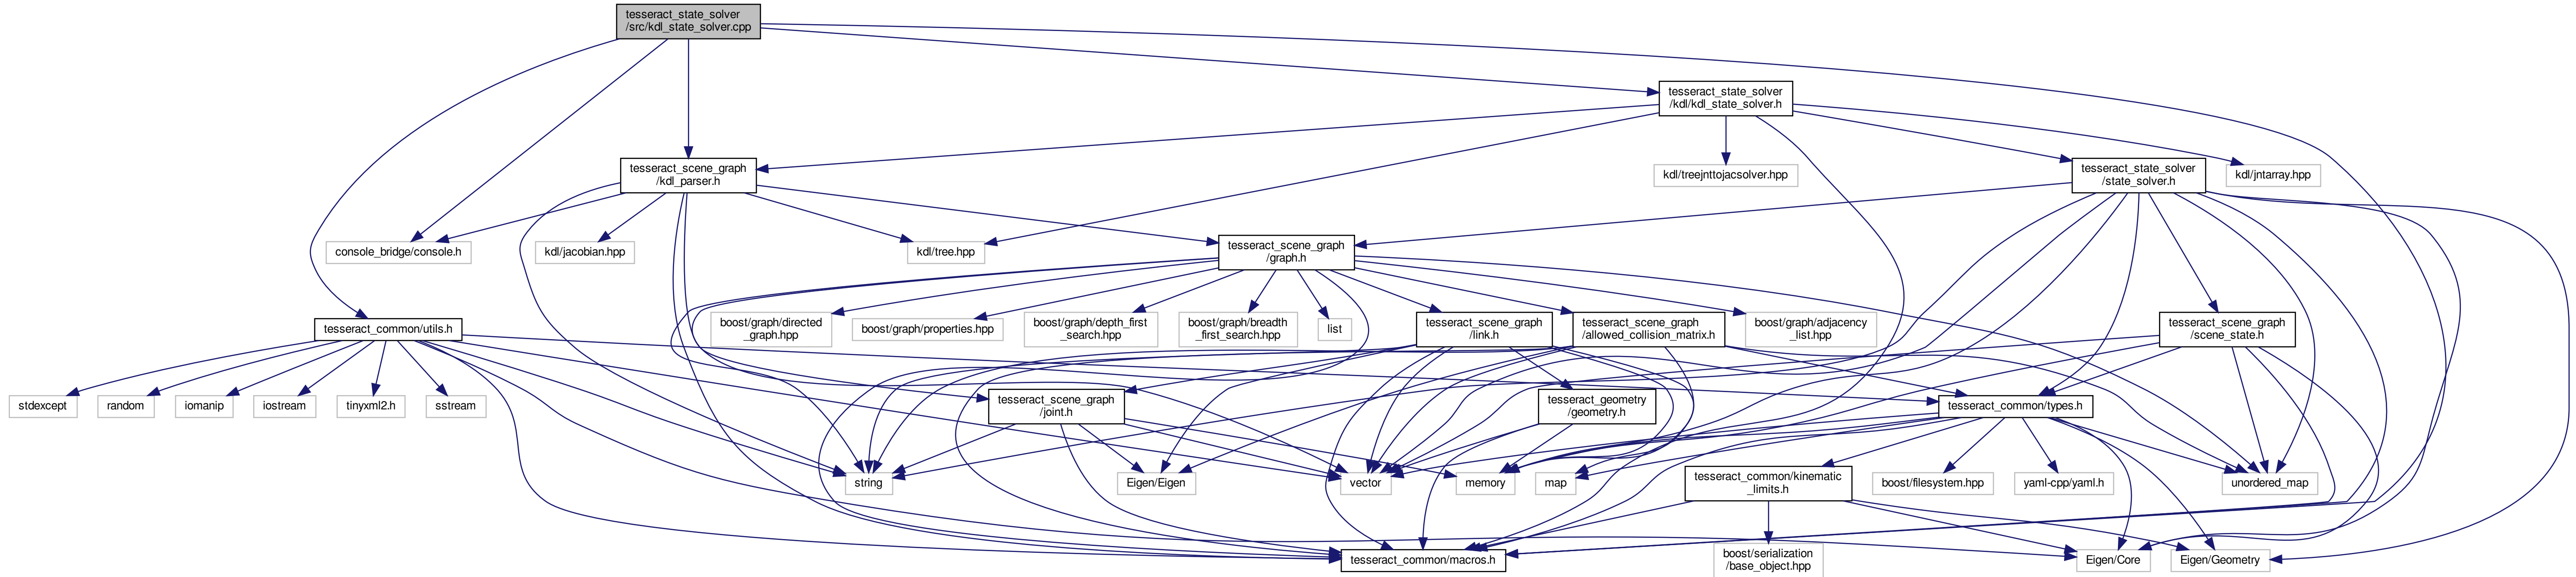 tesseract_state_solver
/src/kdl_state_solver.cpp
tesseract_state_solver
/kdl/kdl_state_solver.h
tesseract_scene_graph
/kdl_parser.h
kdl/treejnttojacsolver.hpp
tesseract_state_solver
/state_solver.h
kdl/jntarray.hpp
console_bridge/console.h
kdl/jacobian.hpp
kdl/tree.hpp
tesseract_scene_graph
/graph.h
tesseract_common/utils.h
boost/graph/directed
_graph.hpp
boost/graph/properties.hpp
boost/graph/depth_first
_search.hpp
boost/graph/breadth
_first_search.hpp
list
tesseract_scene_graph
/link.h
tesseract_scene_graph
/allowed_collision_matrix.h
boost/graph/adjacency
_list.hpp
tesseract_scene_graph
/scene_state.h
stdexcept
random
iomanip
iostream
tinyxml2.h
sstream
tesseract_scene_graph
/joint.h
tesseract_geometry
/geometry.h
tesseract_common/types.h
string
Eigen/Eigen
vector
memory
map
tesseract_common/kinematic
_limits.h
boost/filesystem.hpp
yaml-cpp/yaml.h
unordered_map
tesseract_common/macros.h
boost/serialization
/base_object.hpp
Eigen/Core
Eigen/Geometry